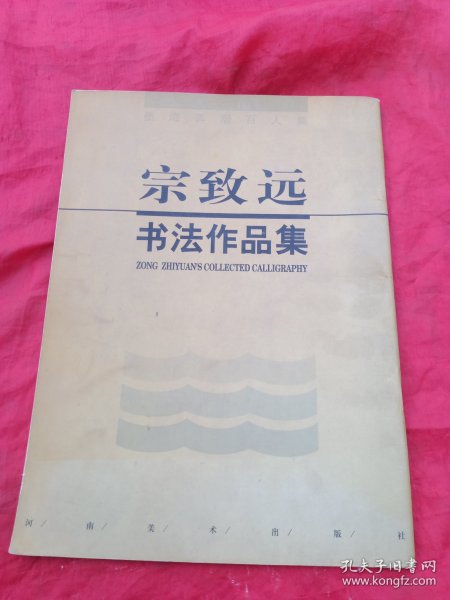 宗致远
书法作品集
ZONG ZHIYUAN'S COLLECTED CALLIGRAPHY
河/ 南/ 美/ 术/ 出/ 版/ 社
孔夫子旧书网
www.kongfz.com